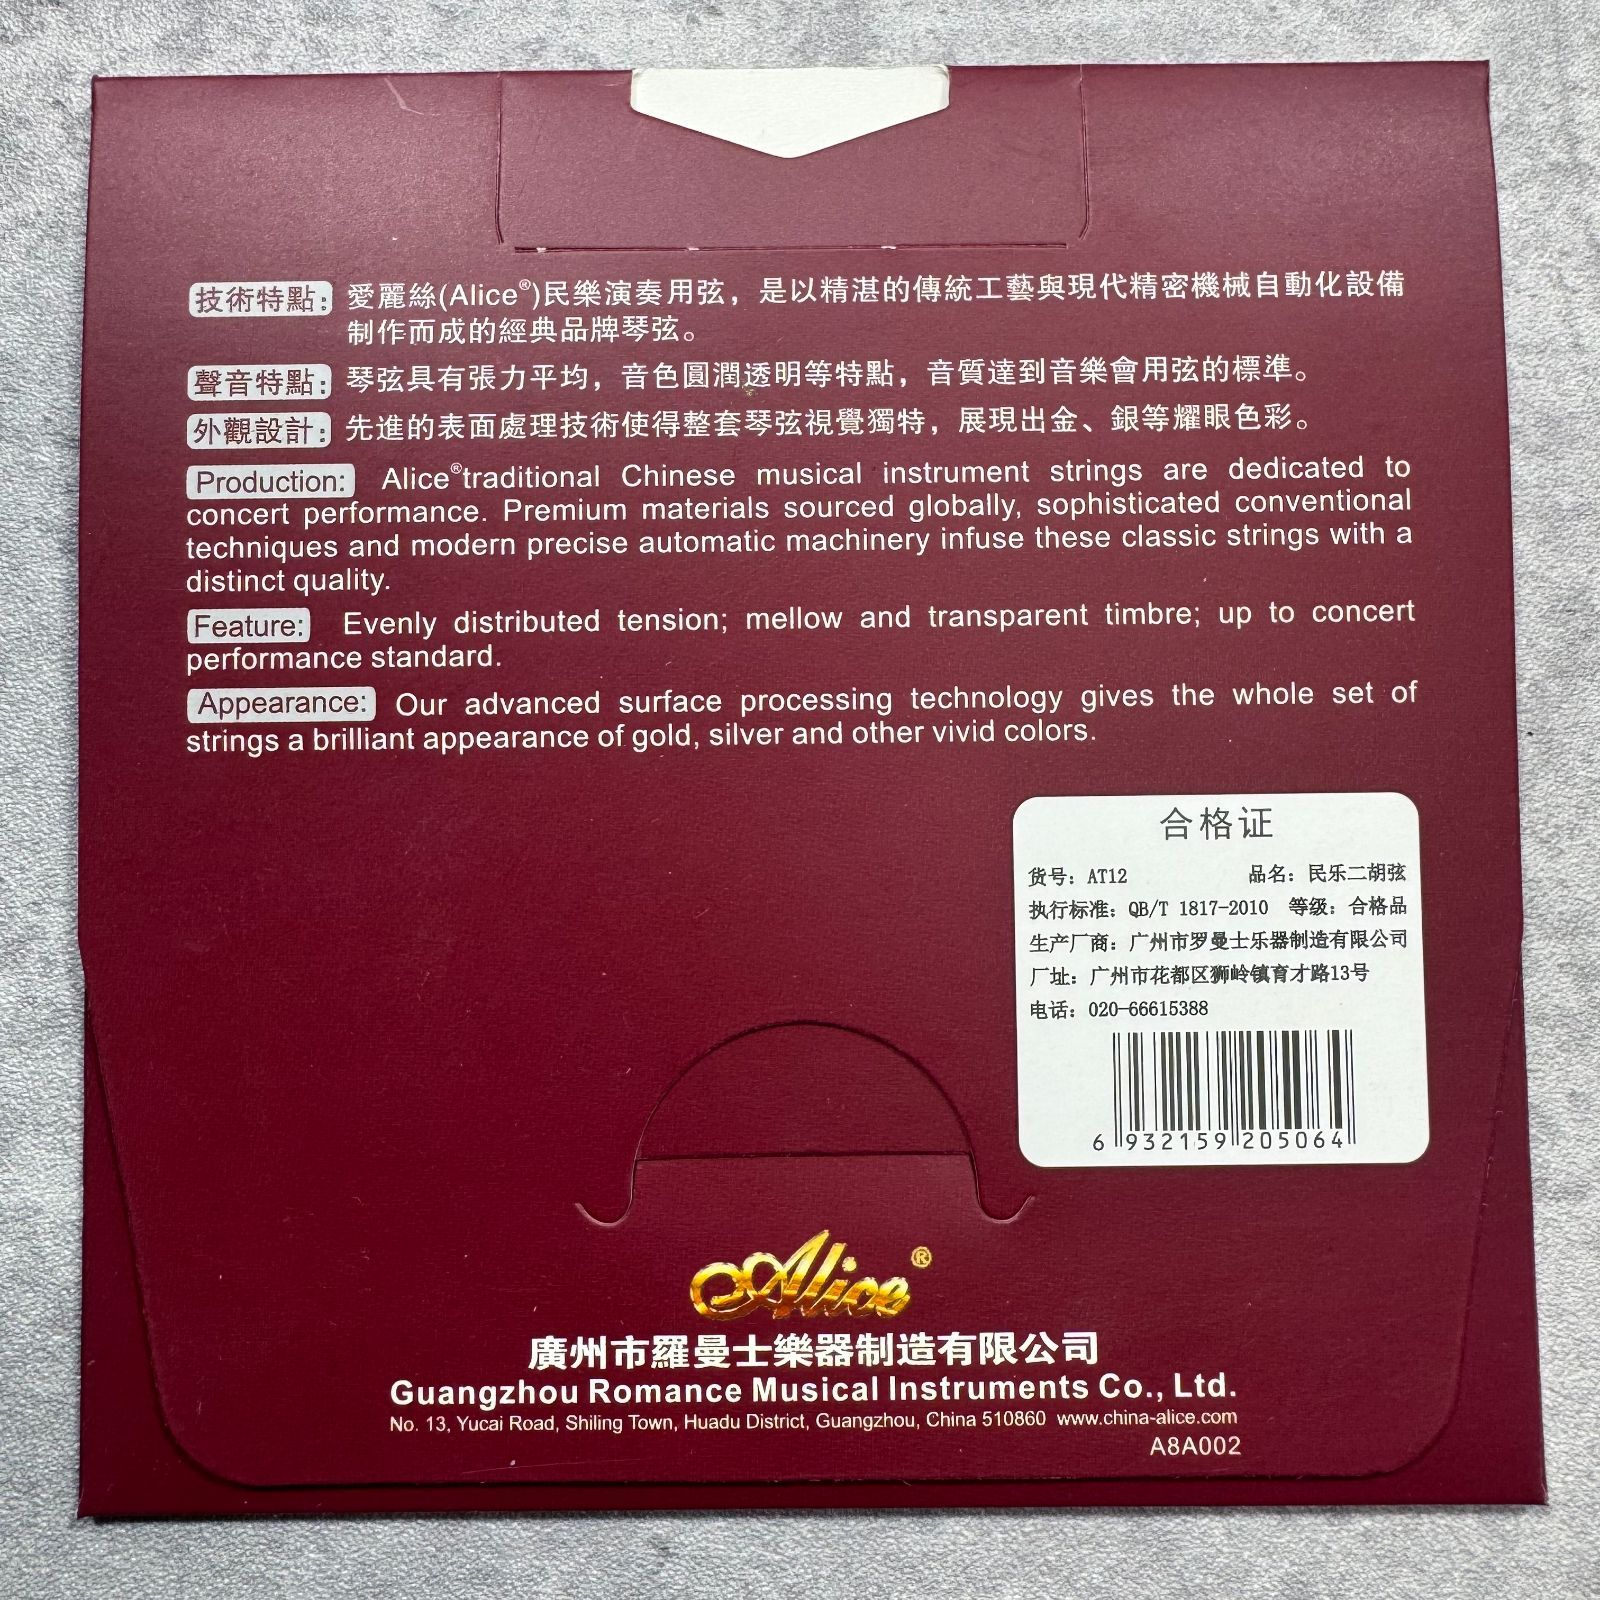 技術特點: 愛麗絲(Alice®)民樂演奏用弦，是以精湛的傳統工藝與現代精密機械自動化設備
制作而成的經典品牌琴弦。
聲音特點: 琴弦具有張力平均，音色圓潤透明等特點，音質達到音樂會用弦的標準。
外觀設計: 先進的表面處理技術使得整套琴弦視覺獨特，展現出金、銀等耀眼色彩。
Production: Alice®traditional Chinese musical instrument strings are dedicated to
concert performance. Premium materials sourced globally, sophisticated conventional
techniques and modern precise automatic machinery infuse these classic strings with a
distinct quality.
Feature: Evenly distributed tension; mellow and transparent timbre; up to concert
performance standard.
Appearance: Our advanced surface processing technology gives the whole set of
strings a brilliant appearance of gold, silver and other vivid colors.
合格证
货号: AT12 品名: 民乐二胡弦
执行标准: QB/T 1817-2010 等级: 合格品
生产厂商: 广州市罗曼士乐器制造有限公司
厂址: 广州市花都区狮岭镇育才路13号
电话: 020-66615388
6 932159 205064
Alice®
廣州市羅曼士樂器制造有限公司
Guangzhou Romance Musical Instruments Co., Ltd.
No. 13, Yucai Road, Shiling Town, Huadu District, Guangzhou, China 510860 www.china-alice.com
A8A002